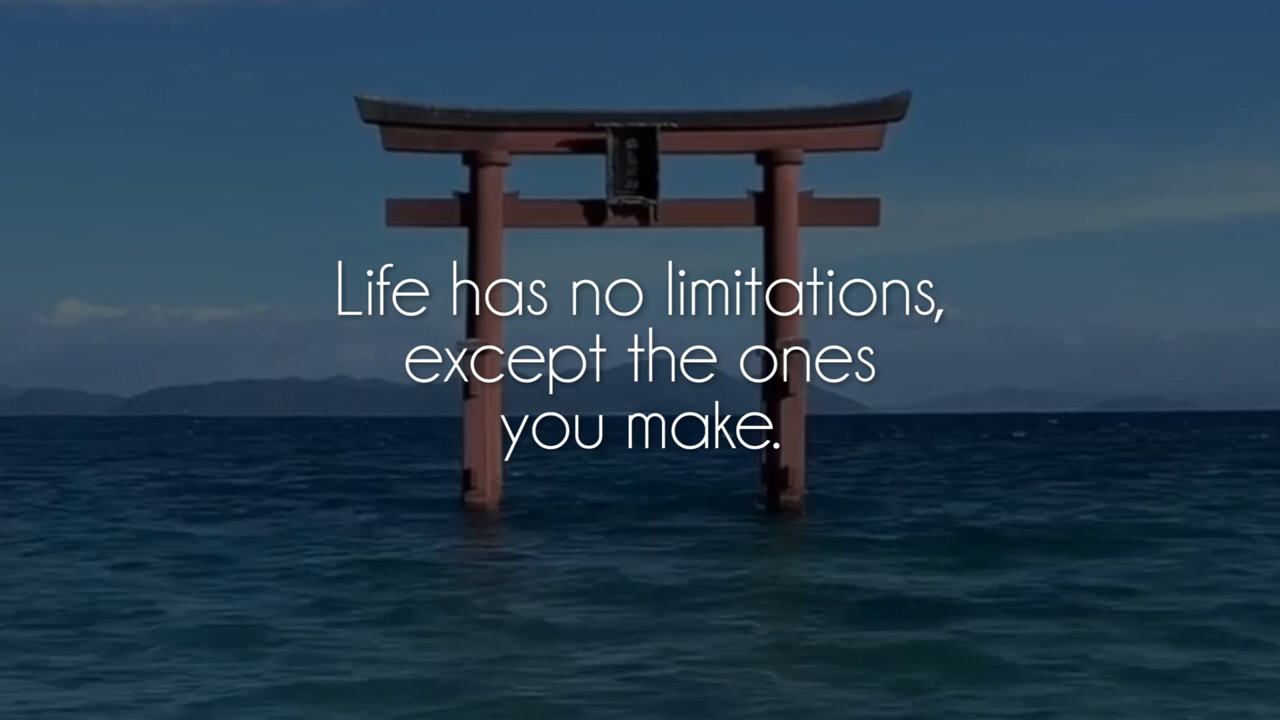 Life has no limitations,
except the ones
you make.